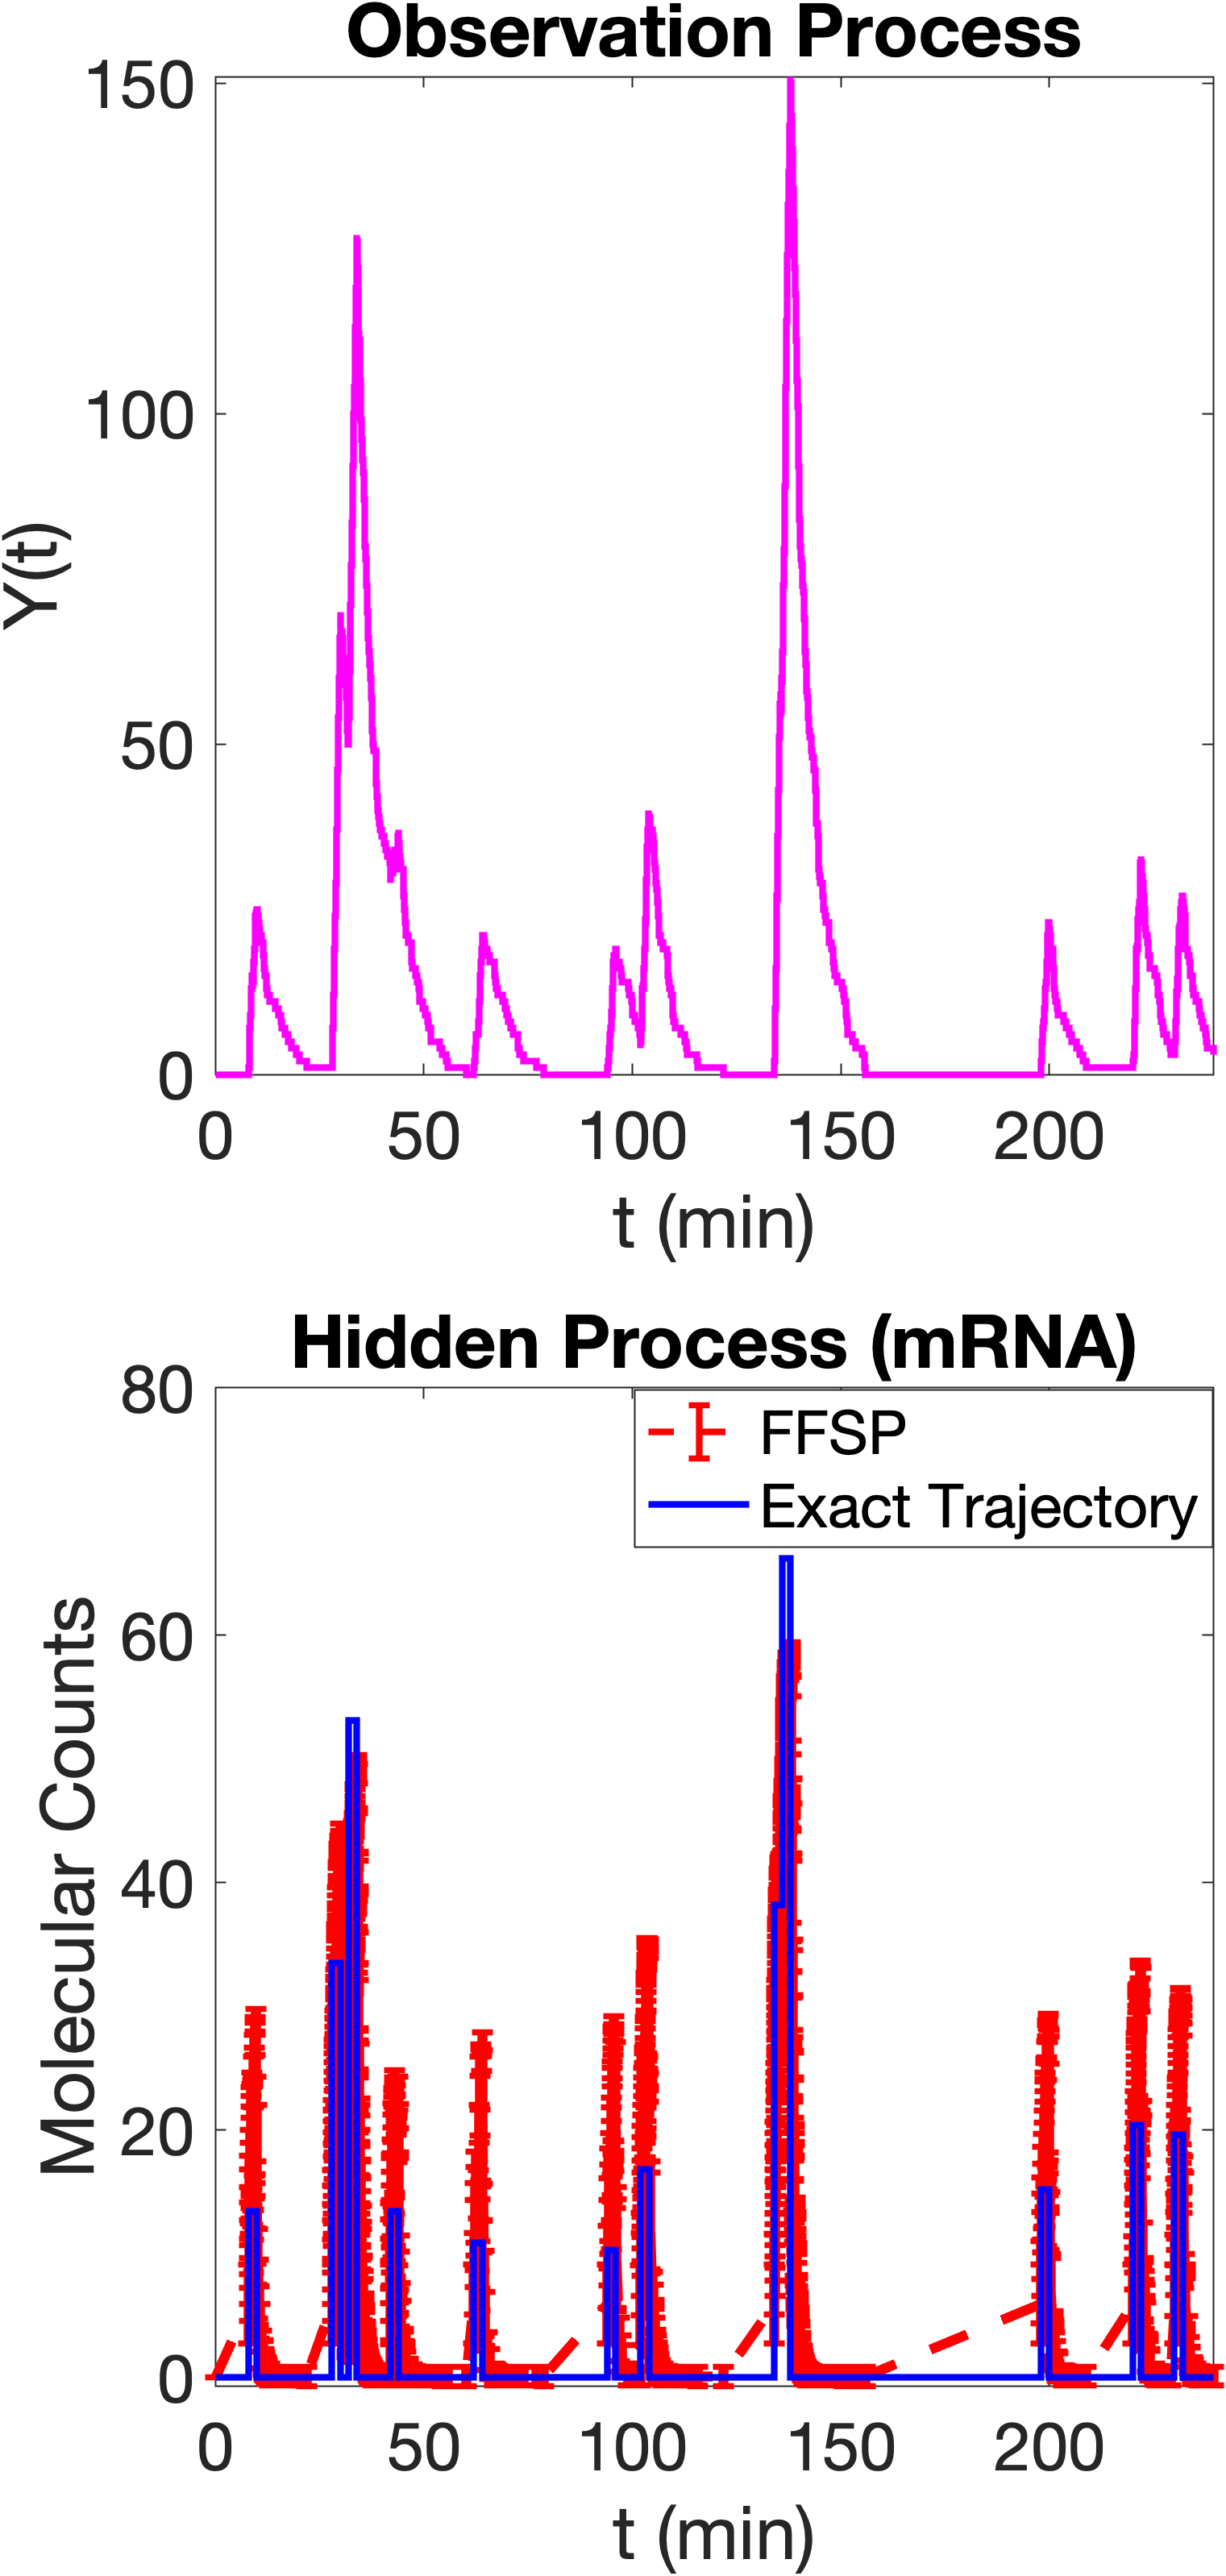 Observation Process
150
100
50
0
Y(t)
0 50 100 150 200
t (min)
Hidden Process (mRNA)
80
60
40
20
0
Molecular Counts
FFSP
Exact Trajectory
0 50 100 150 200
t (min)